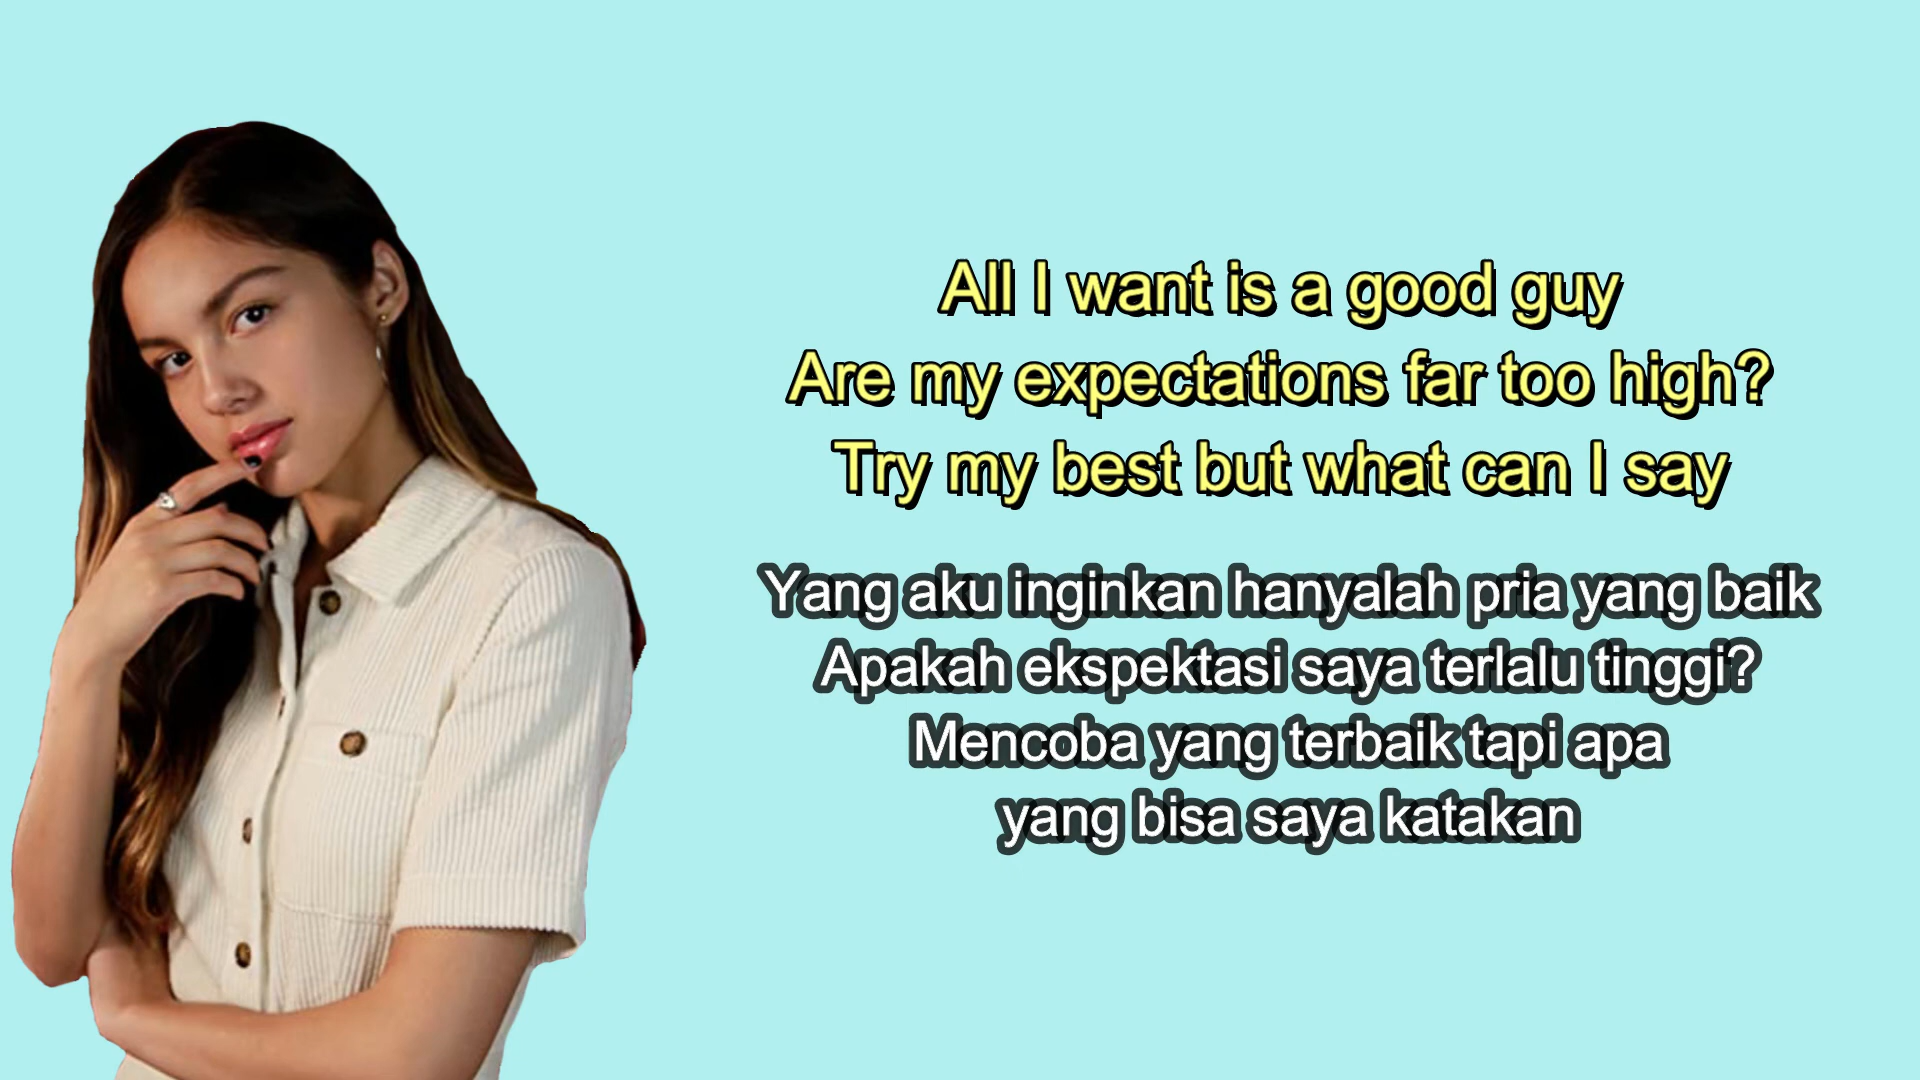 All I want is a good guy
Are my expectations far too high?
Try my best but what can I say
Yang aku inginkan hanyalah pria yang baik
Apakah ekspektasi saya terlalu tinggi?
Mencoba yang terbaik tapi apa
yang bisa saya katakan